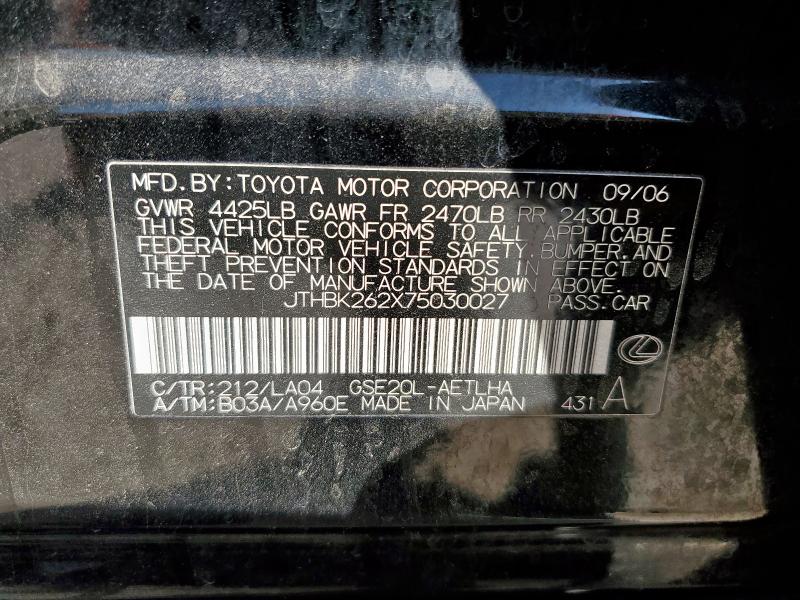 MFD.BY:TOYOTA MOTOR CORPORATION 09/06
GVWR 4425LB GAWR FR 2470LB RR 2430LB
THIS VEHICLE CONFORMS TO ALL APPLICABLE
FEDERAL MOTOR VEHICLE SAFETY,BUMPER,AND
THEFT PREVENTION STANDARDS IN EFFECT ON
THE DATE OF MANUFACTURE SHOWN ABOVE.
JTHBK262X75030027 PASS.CAR
C/TR:212/LA04 GSE20L-AETLHA
A/TM:B03A/A960E MADE IN JAPAN 431 A